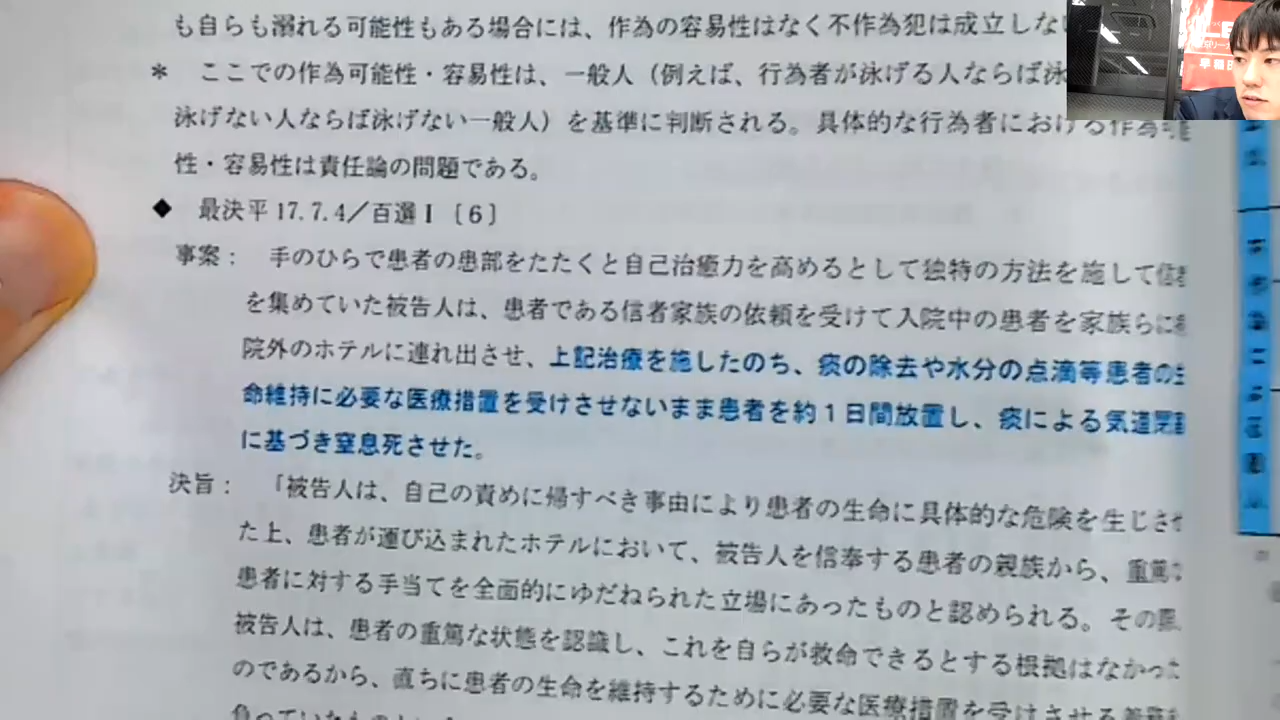 も自らも溺れる可能性もある場合には、作為の容易性はなく不作為犯は成立しない
* ここでの作為可能性・容易性は、一般人（例えば、行為者が泳げる人ならば泳
泳げない人ならば泳げない一般人）を基準に判断される。具体的な行為者における作為可能
性・容易性は責任論の問題である。
◆ 最決平17.7.4／百選Ⅰ〔6〕
事案： 手のひらで患者の患部をたたくと自己治癒力を高めるとして独特の方法を施して信者
を集めていた被告人は、患者である信者家族の依頼を受けて入院中の患者を家族らに
院外のホテルに連れ出させ、上記治療を施したのち、痰の除去や水分の点滴等患者の生
命維持に必要な医療措置を受けさせないまま患者を約１日間放置し、痰による気道閉塞
に基づき窒息死させた。
決旨： 「被告人は、自己の責めに帰すべき事由により患者の生命に具体的な危険を生じさせ
た上、患者が運び込まれたホテルにおいて、被告人を信奉する患者の親族から、重篤な
患者に対する手当てを全面的にゆだねられた立場にあったものと認められる。その際、
被告人は、患者の重篤な状態を認識し、これを自らが救命できるとする根拠はなかった
のであるから、直ちに患者の生命を維持するために必要な医療措置を受けさせる義務を
負っていたものと